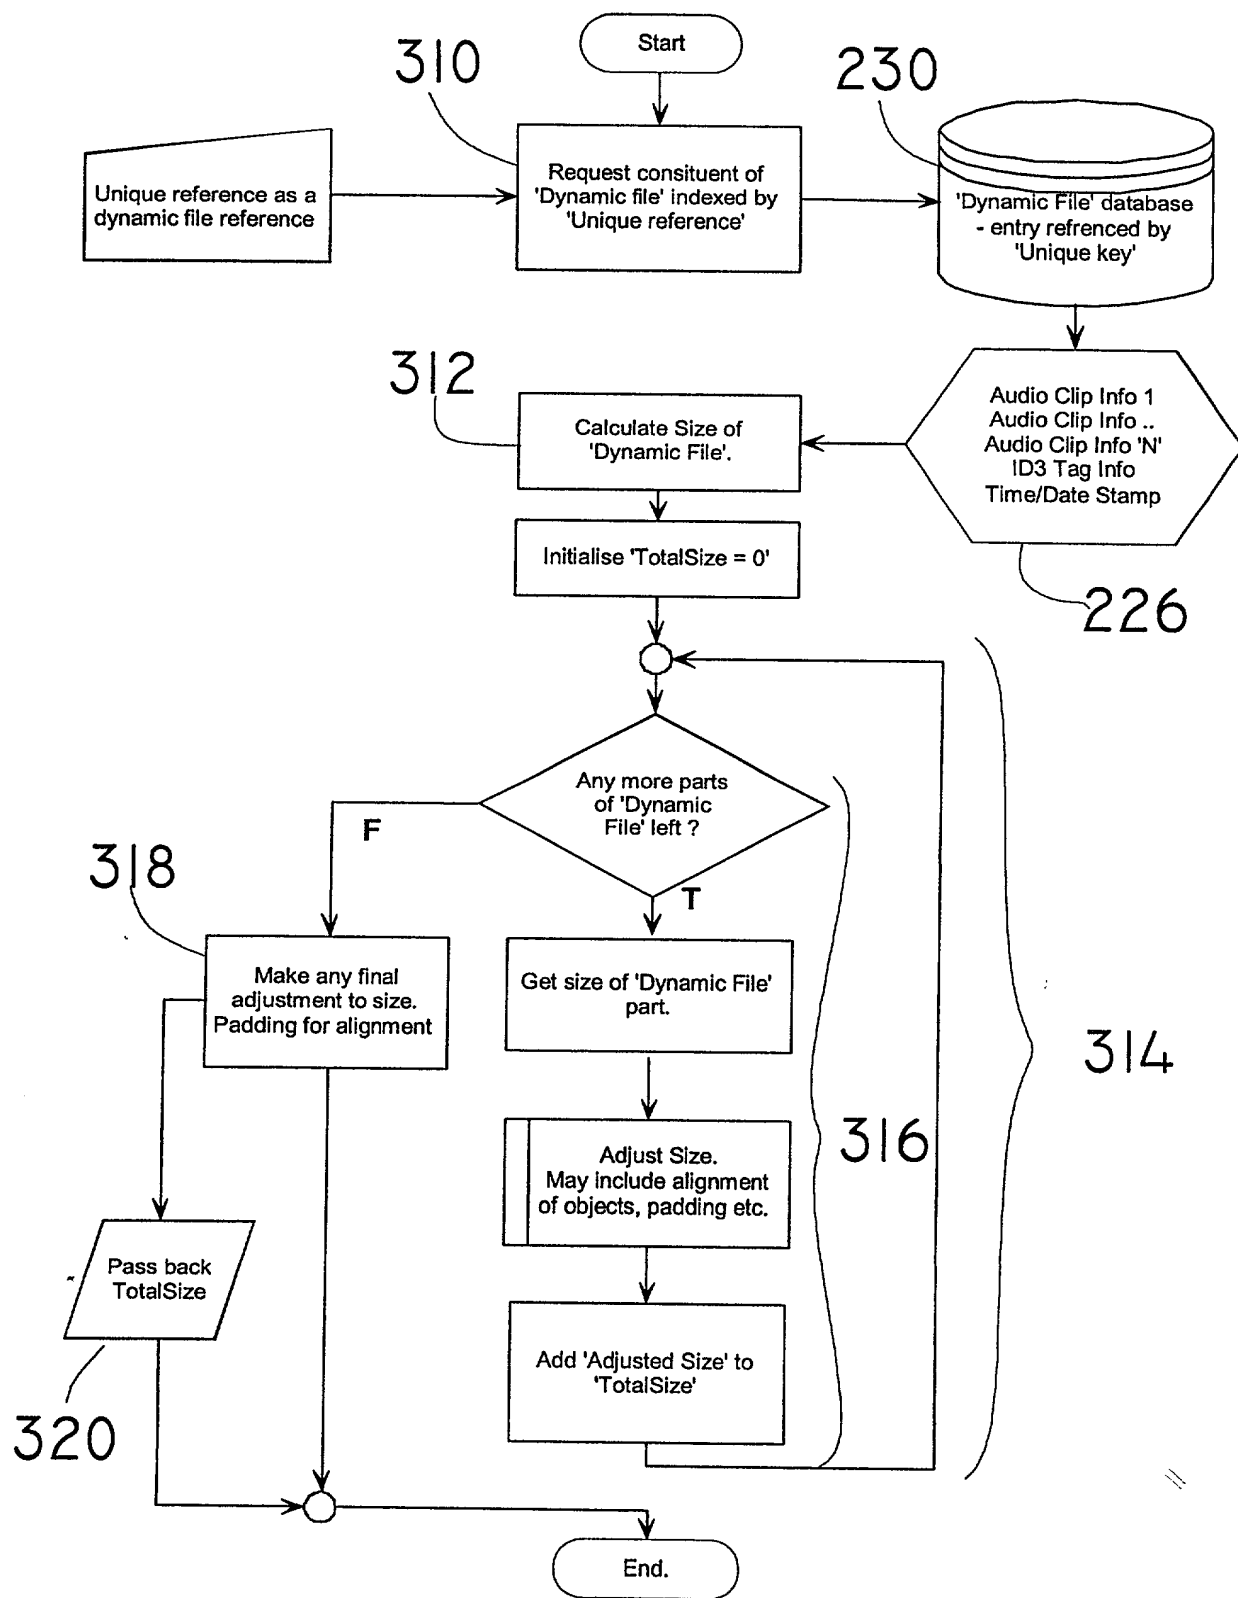 Start
310
230
Unique reference as a
dynamic file reference
Request consituent of
'Dynamic file' indexed by
'Unique reference'
'Dynamic File' database
- entry refrenced by
'Unique key'
312
Calculate Size of
'Dynamic File'.
Audio Clip Info 1
Audio Clip Info ..
Audio Clip Info 'N'
ID3 Tag Info
Time/Date Stamp
Initialise 'TotalSize = 0'
226
Any more parts
of 'Dynamic
File' left ?
F
T
318
Make any final
adjustment to size.
Padding for alignment
Get size of 'Dynamic File'
part.
314
316
Adjust Size.
May include alignment
of objects, padding etc.
Pass back
TotalSize
Add 'Adjusted Size' to
'TotalSize'
320
End.